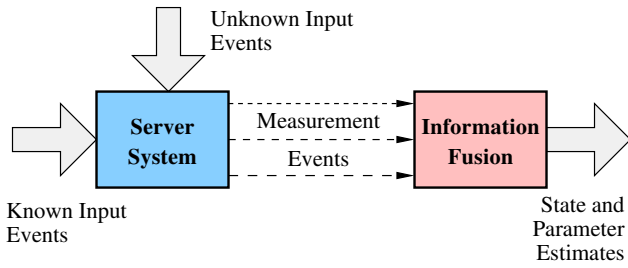 Unknown Input
Events
Server
System
Measurement
Events
Information
Fusion
Known Input
Events
State and
Parameter
Estimates